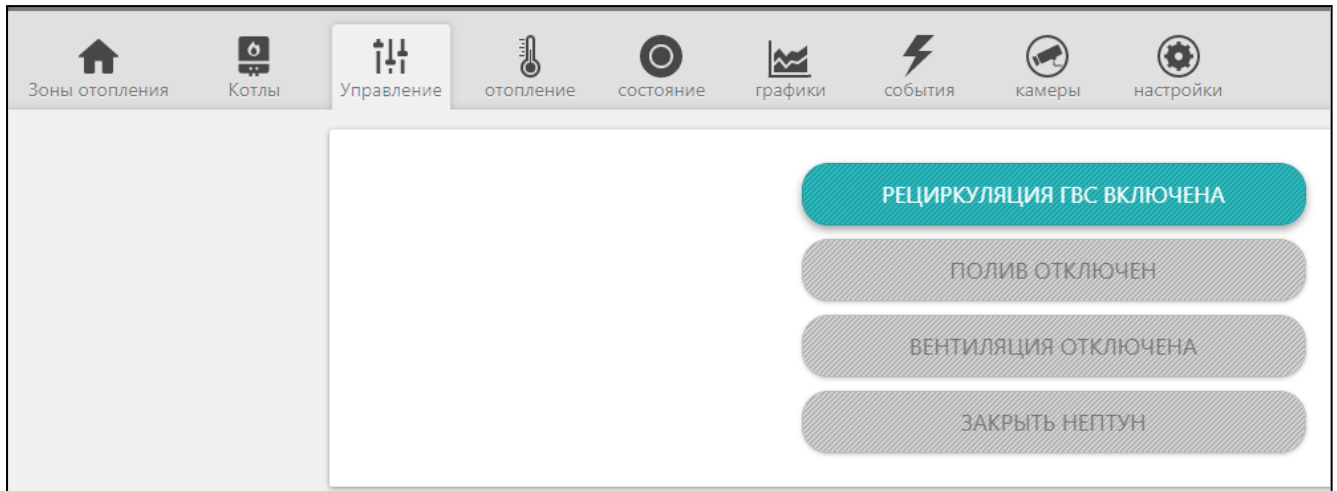 Зоны отопления
Котлы
Управление
отопление
состояние
графики
события
камеры
настройки
РЕЦИРКУЛЯЦИЯ ГВС ВКЛЮЧЕНА
ПОЛИВ ОТКЛЮЧЕН
ВЕНТИЛЯЦИЯ ОТКЛЮЧЕНА
ЗАКРЫТЬ НЕПТУН